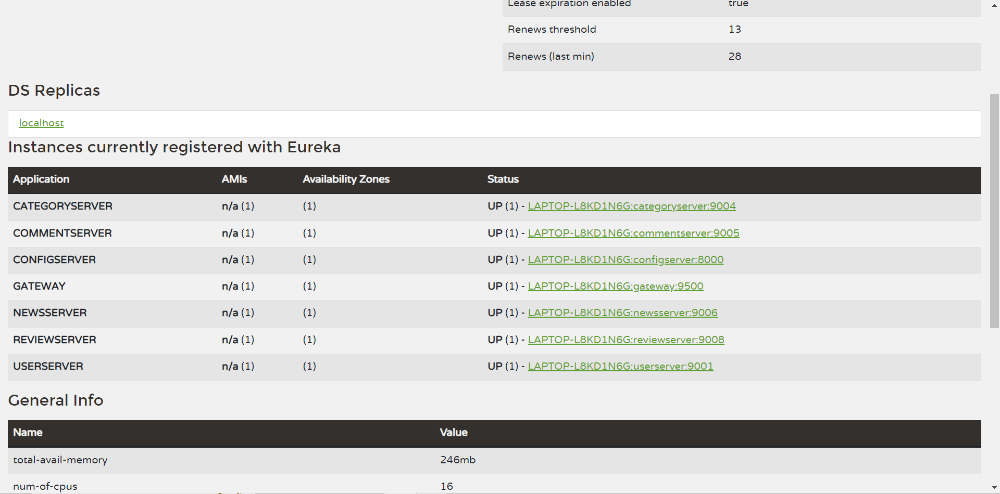 Lease expiration enabled true
Renews threshold 13
Renews (last min) 28
DS Replicas
localhost
Instances currently registered with Eureka
Application AMIs Availability Zones Status
CATEGORYSERVER n/a (1) (1) UP (1) - LAPTOP-L8KD1N6G:categoryserver:9004
COMMENTSERVER n/a (1) (1) UP (1) - LAPTOP-L8KD1N6G:commentserver:9005
CONFIGSERVER n/a (1) (1) UP (1) - LAPTOP-L8KD1N6G:configserver:8000
GATEWAY n/a (1) (1) UP (1) - LAPTOP-L8KD1N6G:gateway:9500
NEWSSERVER n/a (1) (1) UP (1) - LAPTOP-L8KD1N6G:newsserver:9006
REVIEWSERVER n/a (1) (1) UP (1) - LAPTOP-L8KD1N6G:reviewserver:9008
USERSERVER n/a (1) (1) UP (1) - LAPTOP-L8KD1N6G:userserver:9001
General Info
Name Value
total-avail-memory 246mb
num-of-cpus 16